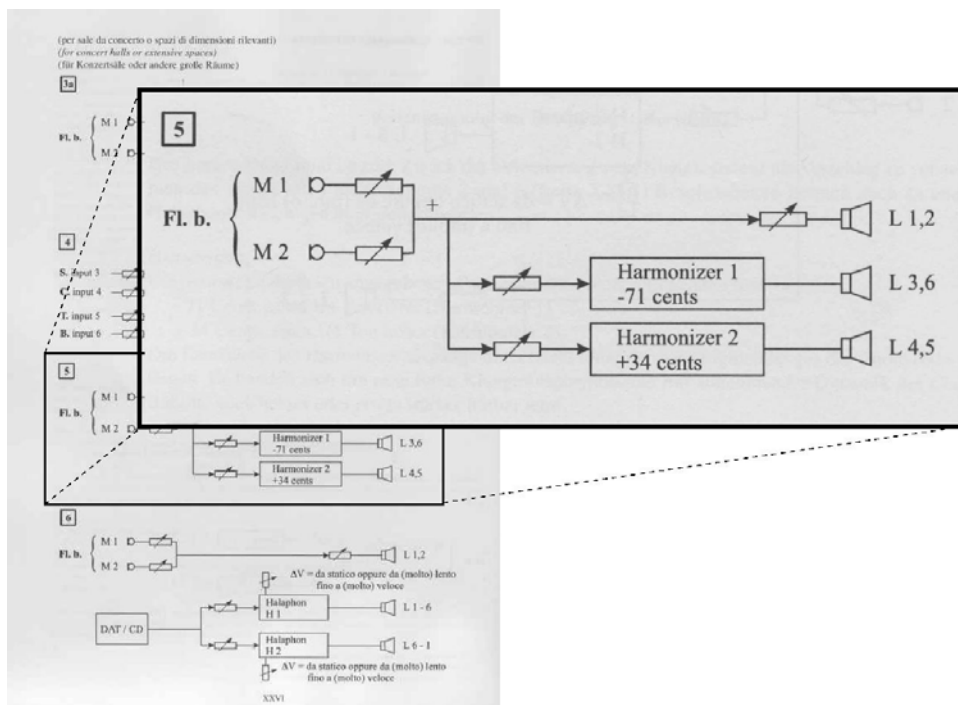 (per sale da concerto o spazi di dimensioni rilevanti)
(for concert halls or extensive spaces)
(für Konzertsäle oder andere große Räume)
3a
Fl. b.
M 1
M 2
5
Fl. b.
M 1
M 2
+
L 1,2
Harmonizer 1
-71 cents
L 3,6
Harmonizer 2
+34 cents
L 4,5
4
S. input 3
C. input 4
T. input 5
B. input 6
5
Fl. b.
M 1
M 2
Harmonizer 1
-71 cents
L 3,6
Harmonizer 2
+34 cents
L 4,5
6
Fl. b.
M 1
M 2
L 1,2
ΔV = da statico oppure da (molto) lento
fino a (molto) veloce
DAT / CD
Halaphon
H 1
L 1 - 6
Halaphon
H 2
L 6 - 1
ΔV = da statico oppure da (molto) lento
fino a (molto) veloce
XXVI